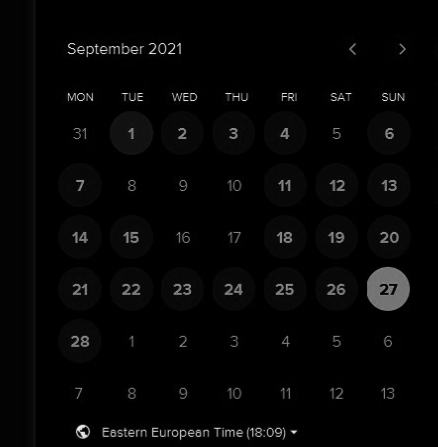 September 2021
MON TUE WED THU FRI SAT SUN
31 1 2 3 4 5 6
7 8 9 10 11 12 13
14 15 16 17 18 19 20
21 22 23 24 25 26 27
28 1 2 3 4 5 6
7 8 9 10 11 12 13
Eastern European Time (18:09)